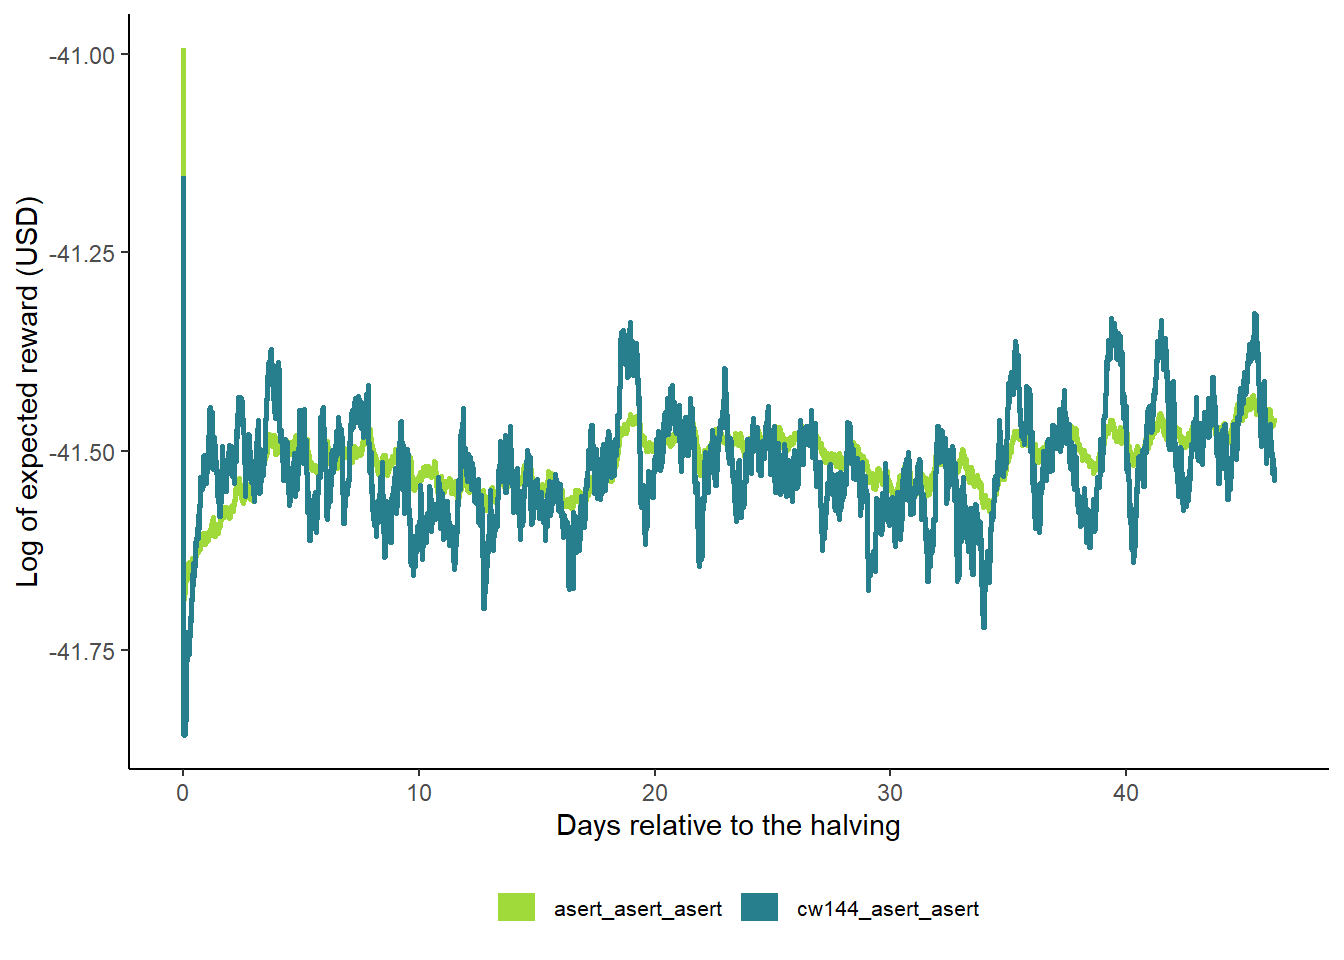 Log of expected reward (USD)
-41.00
-41.25
-41.50
-41.75
0 10 20 30 40
Days relative to the halving
asert_asert_asert cw144_asert_asert